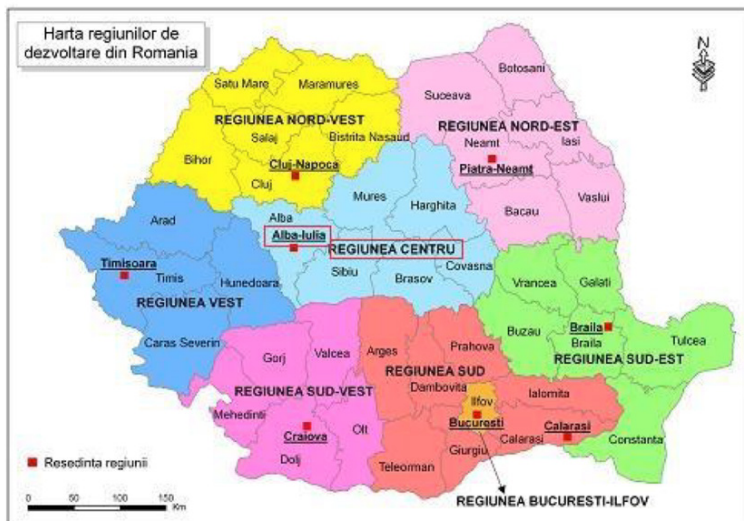 Harta regiunilor de
dezvoltare din Romania
N
Botosani
Satu Mare
Maramures
Suceava
REGIUNEA NORD-VEST
REGIUNEA NORD-EST
Salaj
Bistrita Nasaud
Neamt
Iasi
Bihor
Cluj-Napoca
Piatra-Neamt
Cluj
Mures
Vaslui
Harghita
Bacau
Arad
Alba
Alba-Iulia
REGIUNEA CENTRU
Timisoara
Covasna
Timis
Hunedoara
Sibiu
Brasov
Vrancea
Galati
REGIUNEA VEST
Buzau
Braila
Tulcea
Caras Severin
Braila
Gorj
Valcea
Arges
Prahova
REGIUNEA SUD-EST
REGIUNEA SUD
REGIUNEA SUD-VEST
Dambovita
Ialomita
Ilfov
Mehedinti
Bucuresti
Craiova
Olt
Calarasi
Constanta
Giurgiu
Calarasi
Dolj
Teleorman
Resedinta regiunii
REGIUNEA BUCURESTI-ILFOV
0 50 100 150
Km